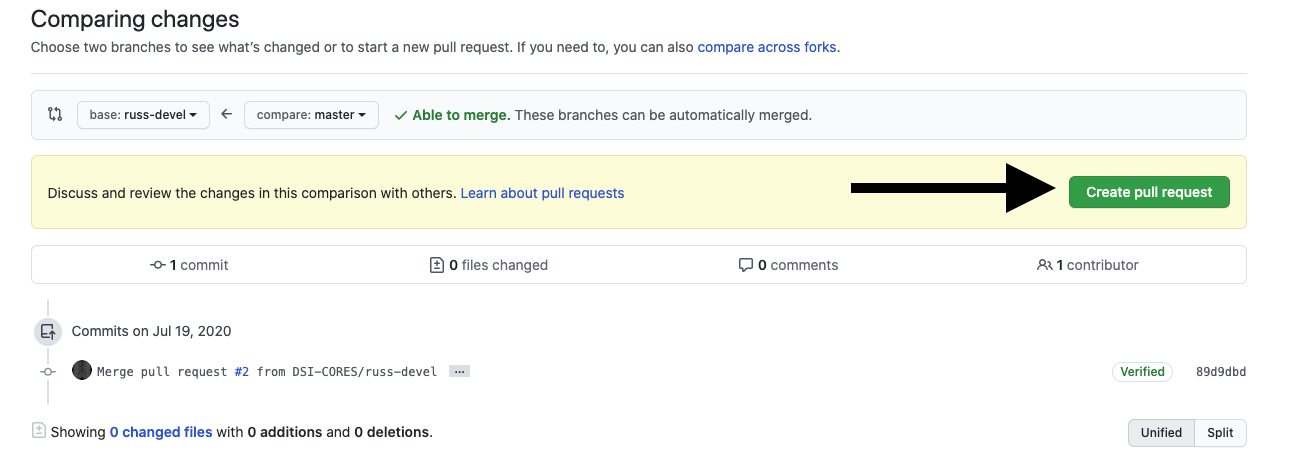 Comparing changes
Choose two branches to see what's changed or to start a new pull request. If you need to, you can also compare across forks.
base: russ-devel compare: master Able to merge. These branches can be automatically merged.
Discuss and review the changes in this comparison with others. Learn about pull requests Create pull request
1 commit 0 files changed 0 comments 1 contributor
Commits on Jul 19, 2020
Merge pull request #2 from DSI-CORES/russ-devel ... Verified 89d9dbd
Showing 0 changed files with 0 additions and 0 deletions. Unified Split